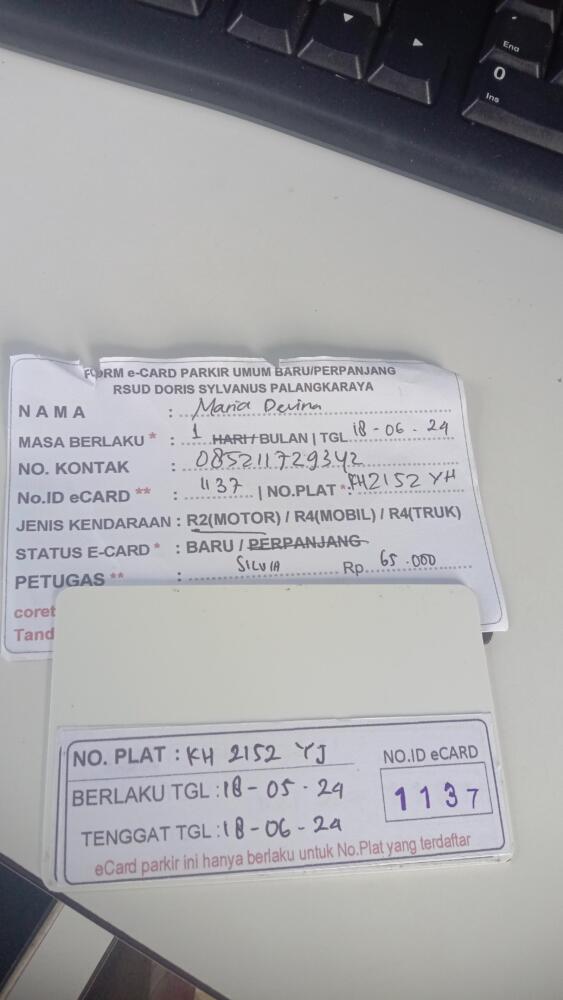 End
0
Ins
FORM e-CARD PARKIR UMUM BARU/PERPANJANG
RSUD DORIS SYLVANUS PALANGKARAYA
NAMA : Maria Devina
MASA BERLAKU * : 1 HARI/ BULAN | TGL 18 - 06 - 24
NO. KONTAK : 085211729342
No.ID eCARD ** : 1137 | NO.PLAT *: KH2152 YH
JENIS KENDARAAN : R2(MOTOR) / R4(MOBIL) / R4(TRUK)
STATUS E-CARD * : BARU / PERPANJANG
PETUGAS ** : SILVIA Rp. 65.000
coret
Tand
NO. PLAT : KH 2152 YJ
NO.ID eCARD
BERLAKU TGL : 18 - 05 - 24
1137
TENGGAT TGL : 18 - 06 - 24
eCard parkir ini hanya berlaku untuk No.Plat yang terdaftar